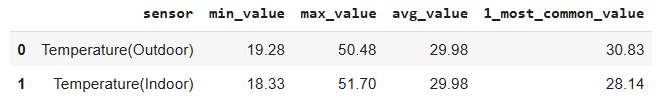 sensor min_value max_value avg_value 1_most_common_value
0 Temperature(Outdoor) 19.28 50.48 29.98 30.83
1 Temperature(Indoor) 18.33 51.70 29.98 28.14